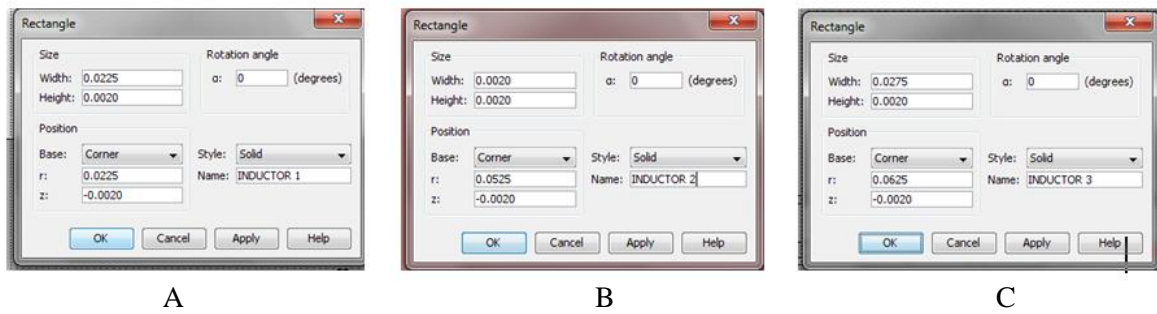 Rectangle
Size
Width: 0.0225
Height: 0.0020
Rotation angle
α: 0 (degrees)
Position
Base: Corner
r: 0.0225
z: -0.0020
Style: Solid
Name: INDUCTOR 1
OK Cancel Apply Help
A
Rectangle
Size
Width: 0.0020
Height: 0.0020
Rotation angle
α: 0 (degrees)
Position
Base: Corner
r: 0.0525
z: -0.0020
Style: Solid
Name: INDUCTOR 2
OK Cancel Apply Help
B
Rectangle
Size
Width: 0.0275
Height: 0.0020
Rotation angle
α: 0 (degrees)
Position
Base: Corner
r: 0.0625
z: -0.0020
Style: Solid
Name: INDUCTOR 3
OK Cancel Apply Help
C